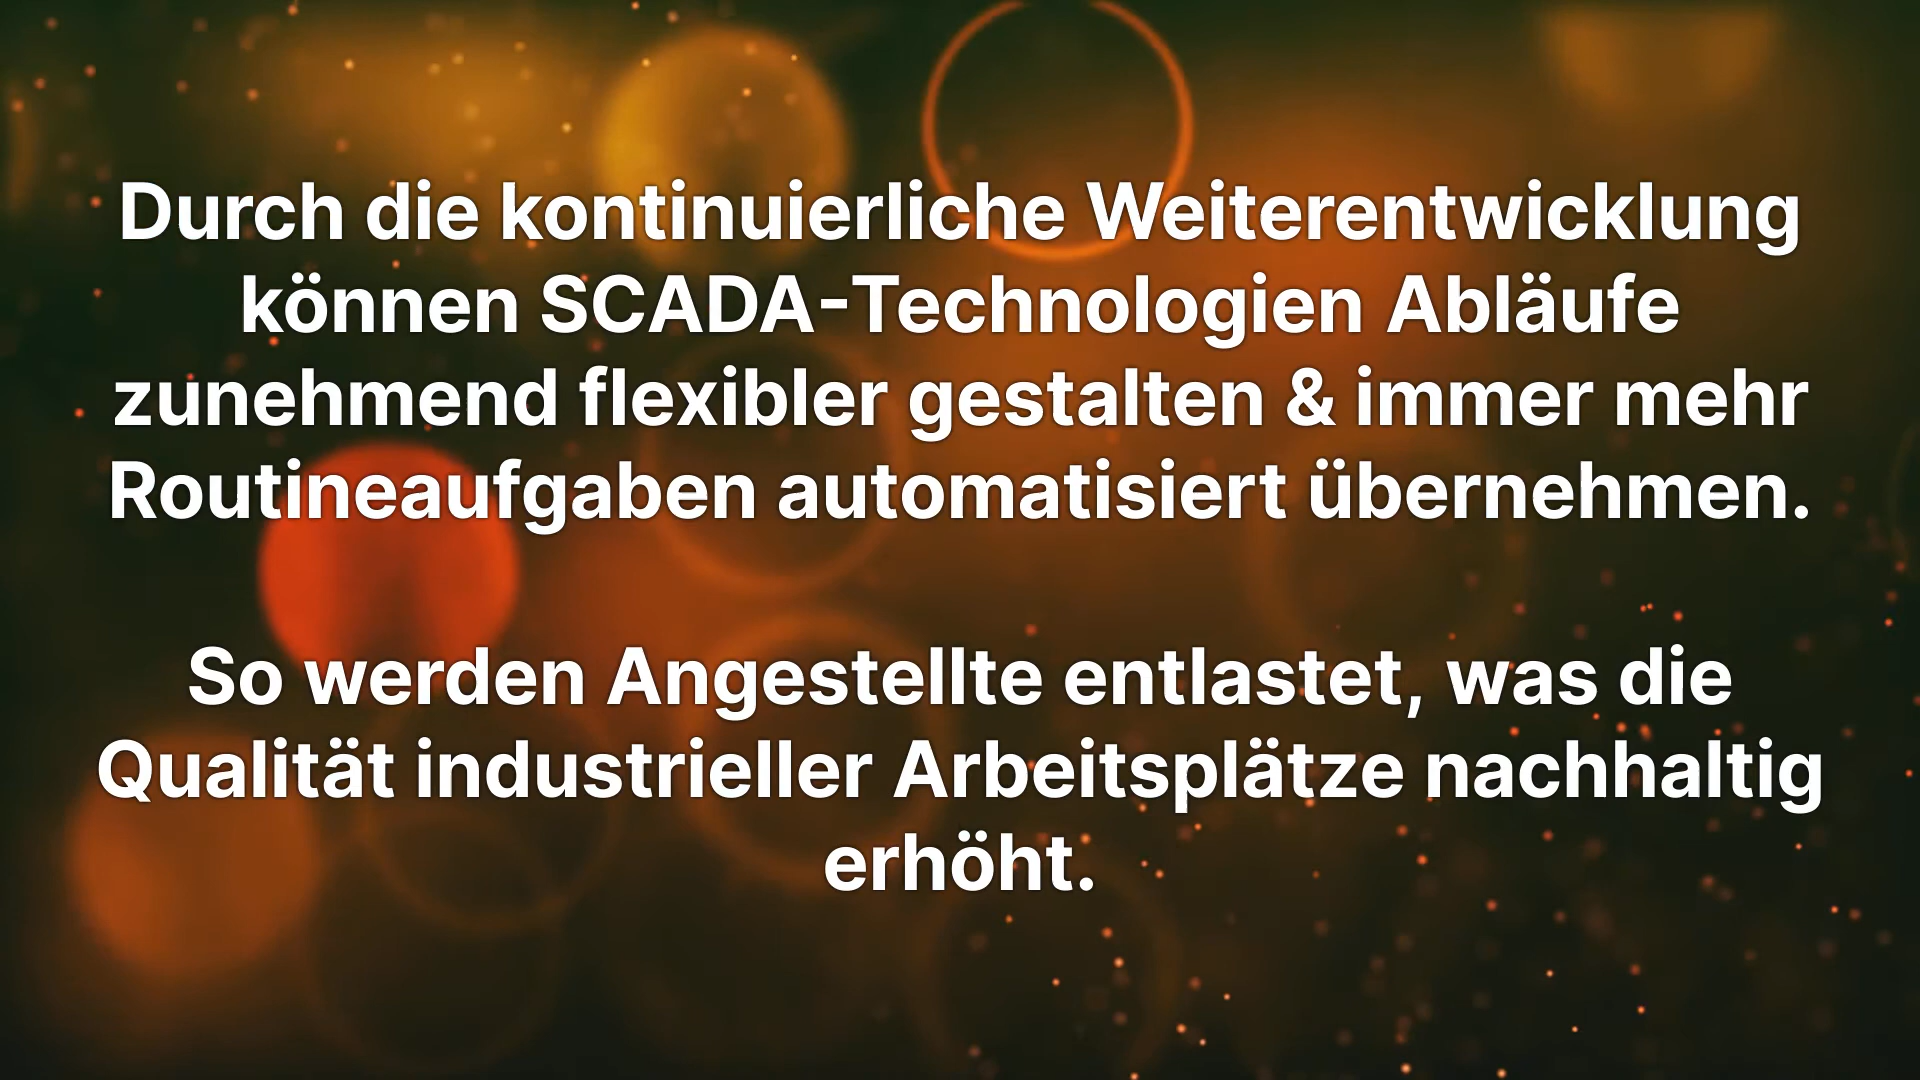 Durch die kontinuierliche Weiterentwicklung
können SCADA-Technologien Abläufe
zunehmend flexibler gestalten & immer mehr
Routineaufgaben automatisiert übernehmen.
So werden Angestellte entlastet, was die
Qualität industrieller Arbeitsplätze nachhaltig
erhöht.